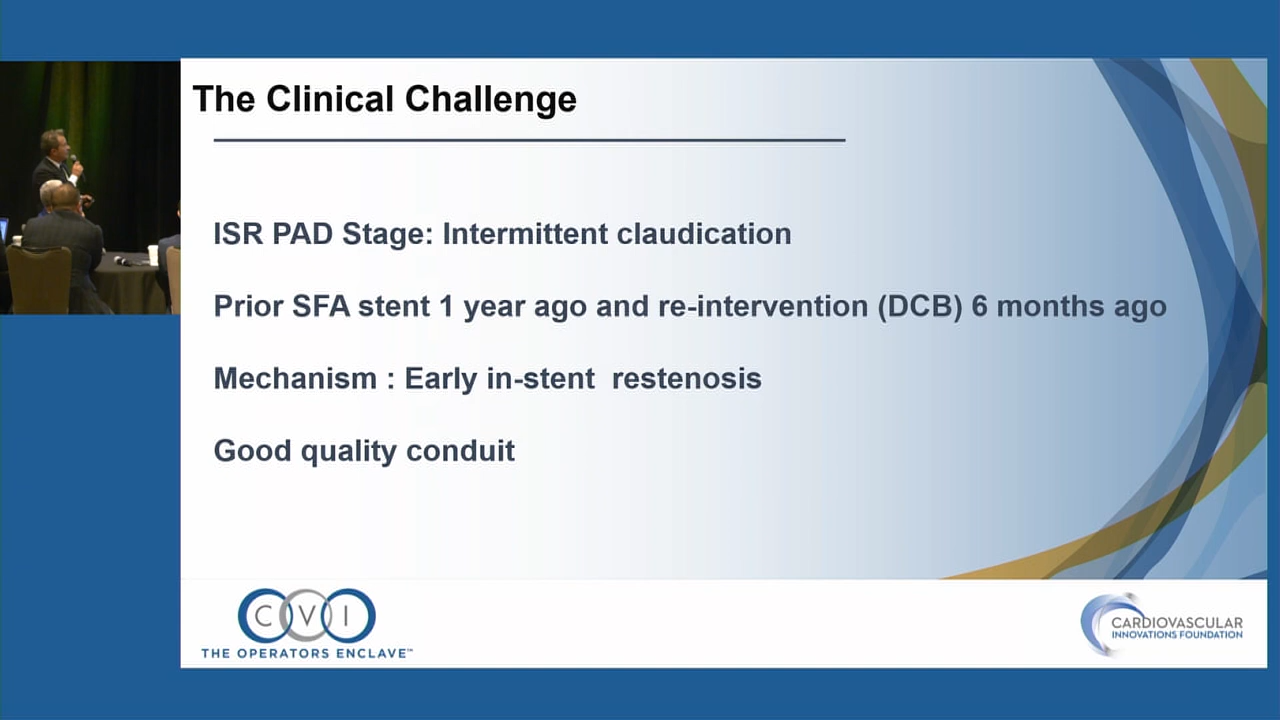 The Clinical Challenge
ISR PAD Stage: Intermittent claudication
Prior SFA stent 1 year ago and re-intervention (DCB) 6 months ago
Mechanism : Early in-stent restenosis
Good quality conduit
CVI
THE OPERATORS ENCLAVE™
CARDIOVASCULAR
INNOVATIONS FOUNDATION